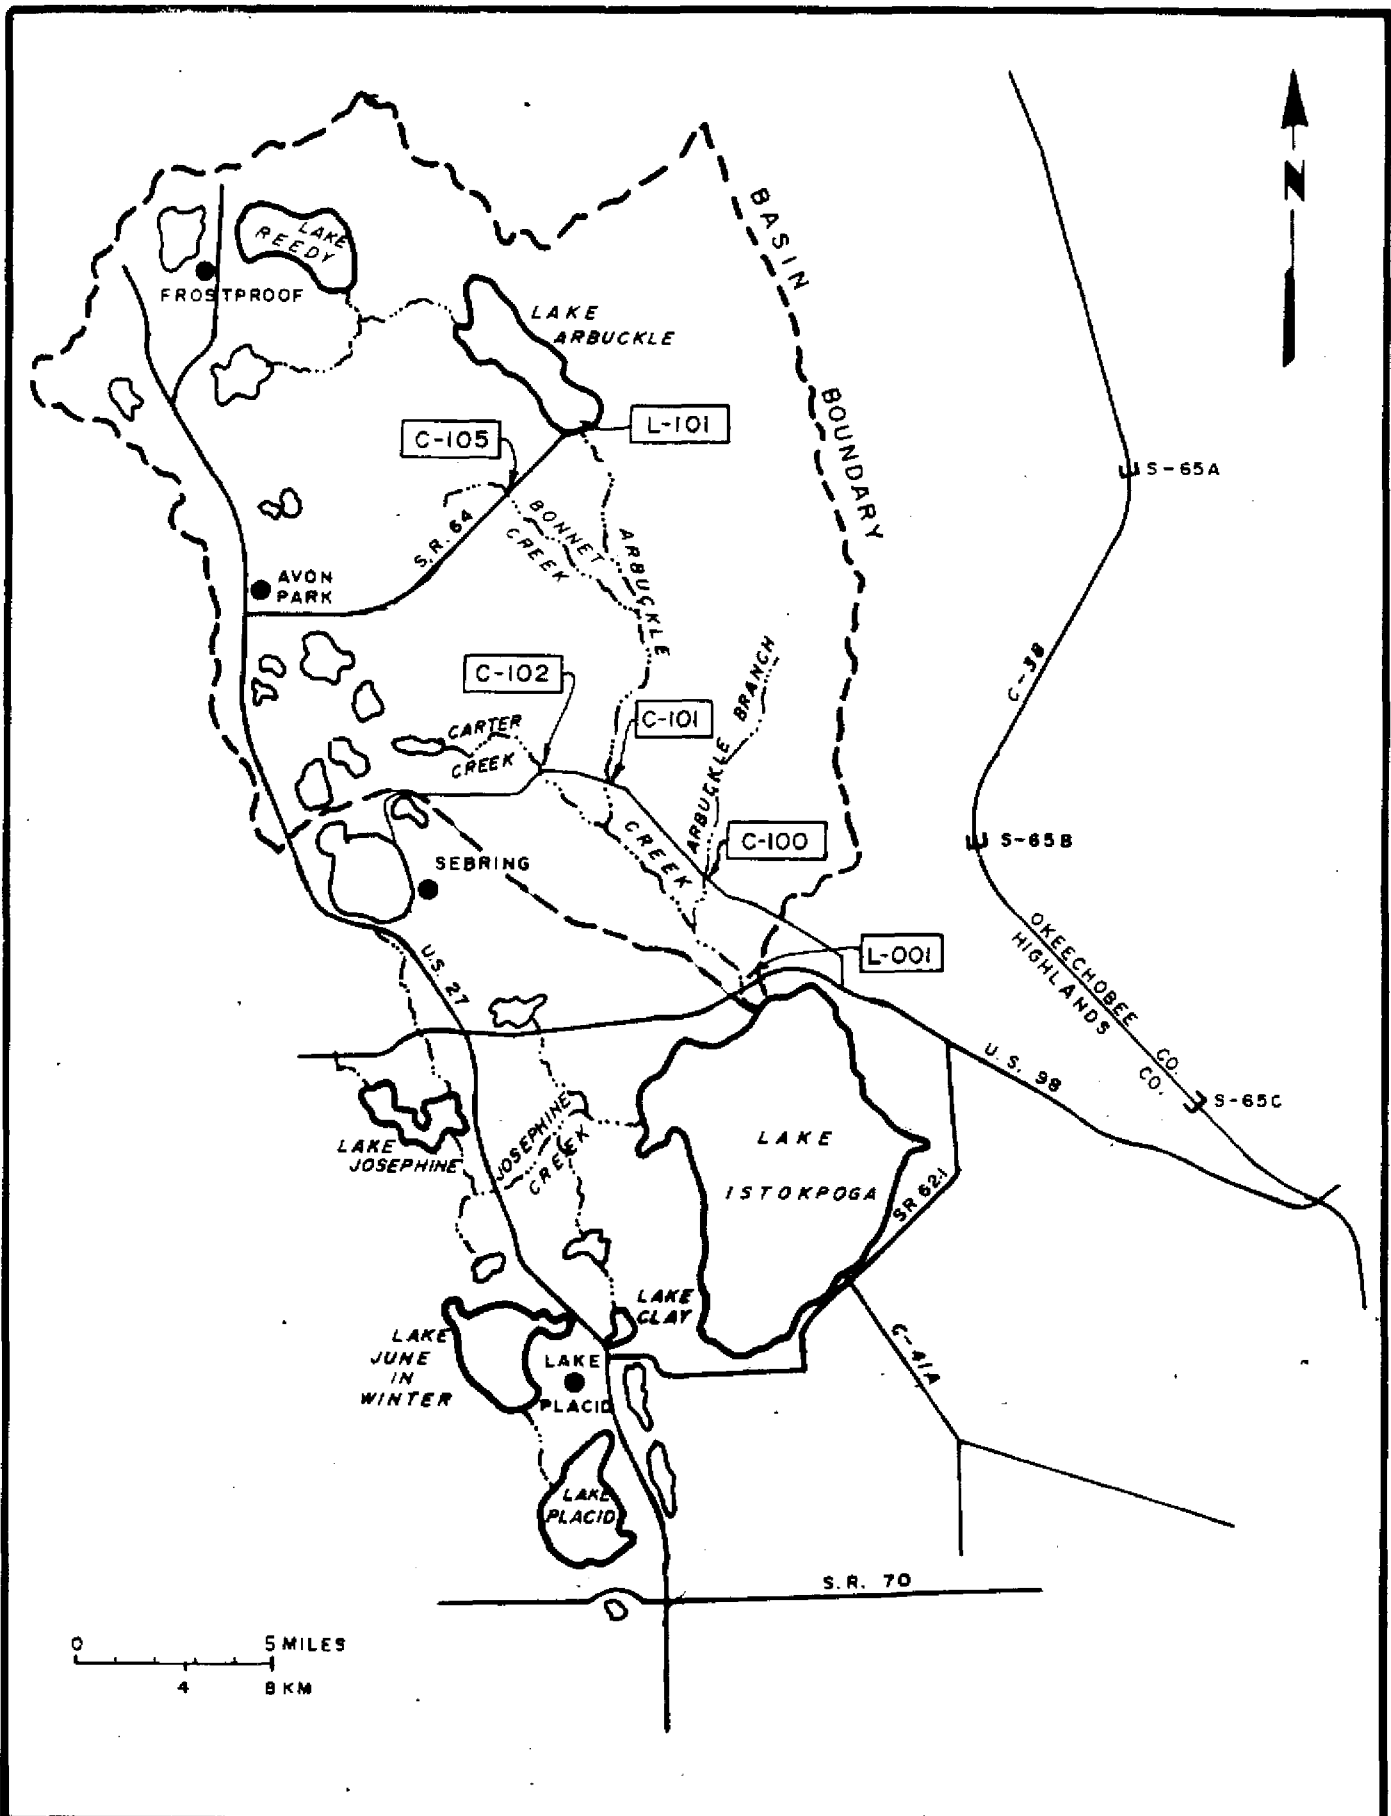 N
BASIN
BOUNDARY
LAKE
REEDY
FROSTPROOF
LAKE
ARBUCKLE
L-101
C-105
S-65A
BONNET
CREEK
S.R. 64
ARBUCKLE
AVON
PARK
C-102
C-101
C-38
CARTER
CREEK
ARBUCKLE BRANCH
CREEK
C-100
S-65B
SEBRING
L-001
OKEECHOBEE CO.
HIGHLANDS CO.
U.S. 27
U.S. 98
S-65C
JOSEPHINE
CREEK
LAKE
JOSEPHINE
LAKE
ISTOKPOGA
SR 621
LAKE
CLAY
LAKE
JUNE
IN
WINTER
LAKE
PLACID
C-41A
LAKE
PLACID
S.R. 70
0 5 MILES
4 8 KM